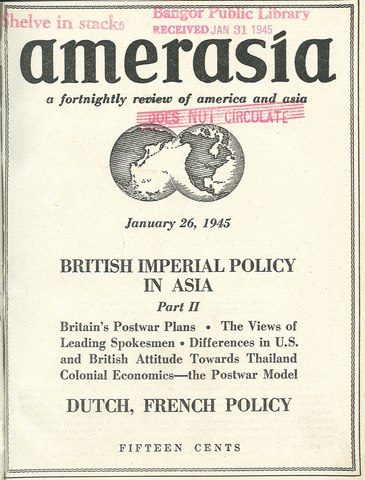 Shelve in stacks
Bangor Public Library
RECEIVED JAN 31 1945
amerasia
a fortnightly review of america and asia
DOES NOT CIRCULATE
January 26, 1945
BRITISH IMPERIAL POLICY
IN ASIA
Part II
Britain's Postwar Plans • The Views of
Leading Spokesmen • Differences in U.S.
and British Attitude Towards Thailand
Colonial Economics—the Postwar Model
DUTCH, FRENCH POLICY
FIFTEEN CENTS